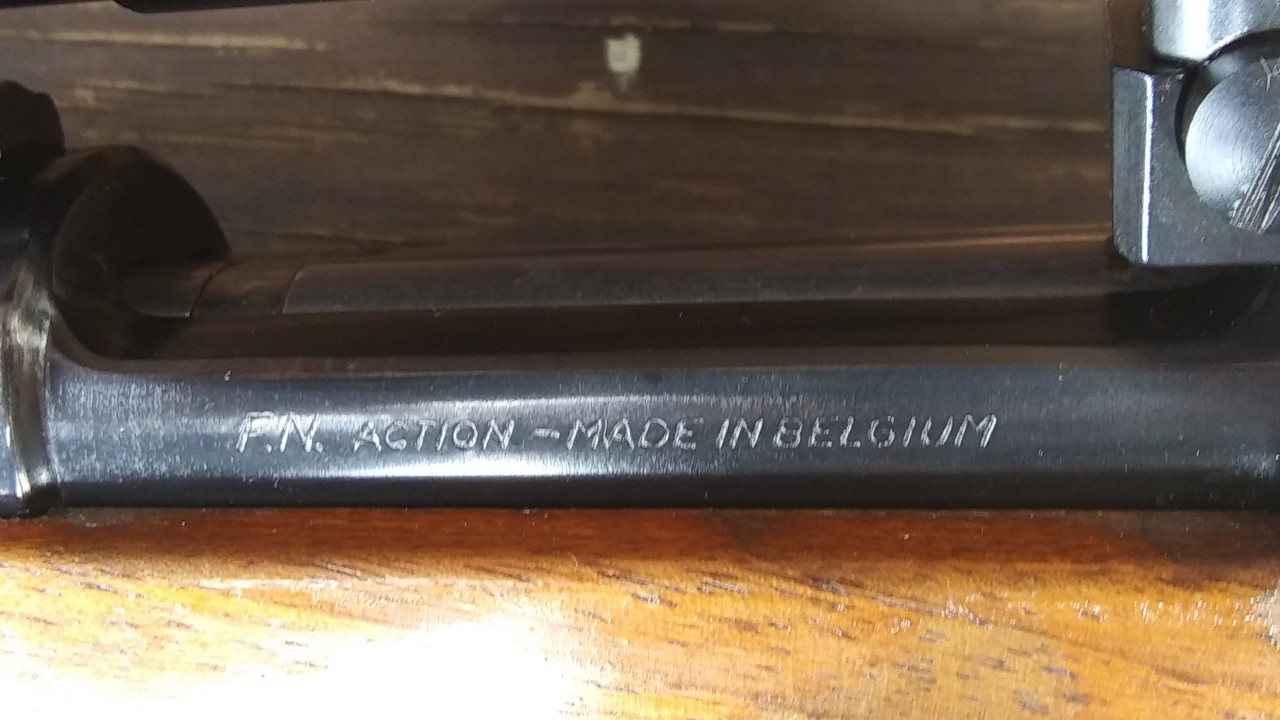 F.N. ACTION - MADE IN BELGIUM